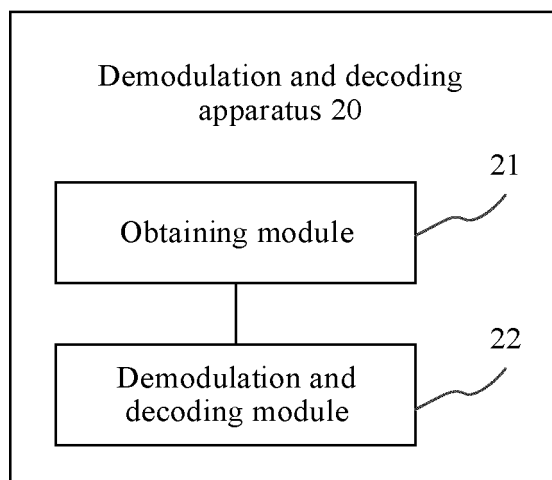 Demodulation and decoding
apparatus 20
21
Obtaining module
22
Demodulation and
decoding module